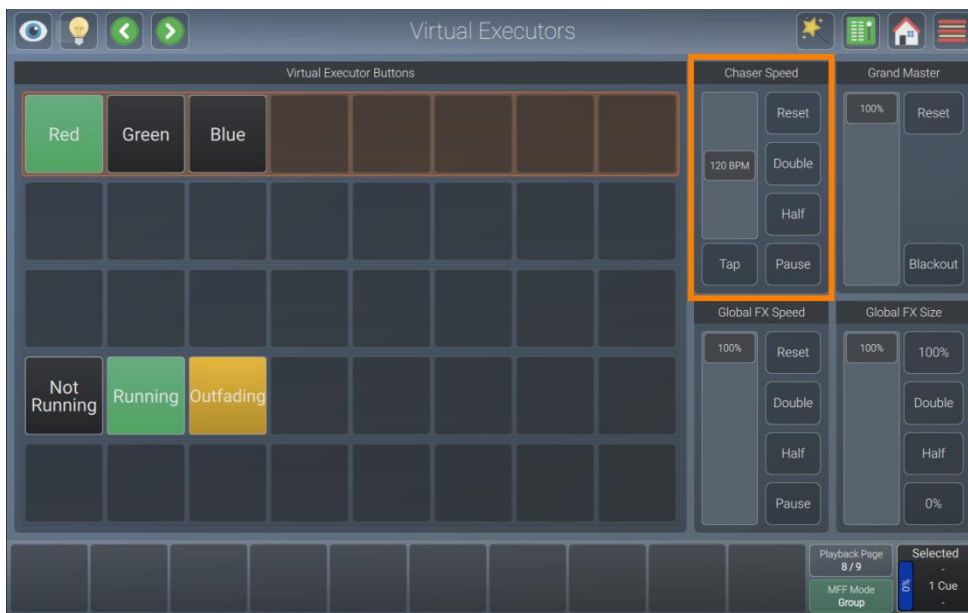 Virtual Executors
Virtual Executor Buttons
Red
Green
Blue
Not
Running
Running
Outfading
Chaser Speed
120 BPM
Reset
Double
Half
Tap
Pause
Grand Master
100%
Reset
Blackout
Global FX Speed
100%
Reset
Double
Half
Pause
Global FX Size
100%
100%
Double
Half
0%
Playback Page
8 / 9
MFF Mode
Group
Selected
-
0%
1 Cue
-